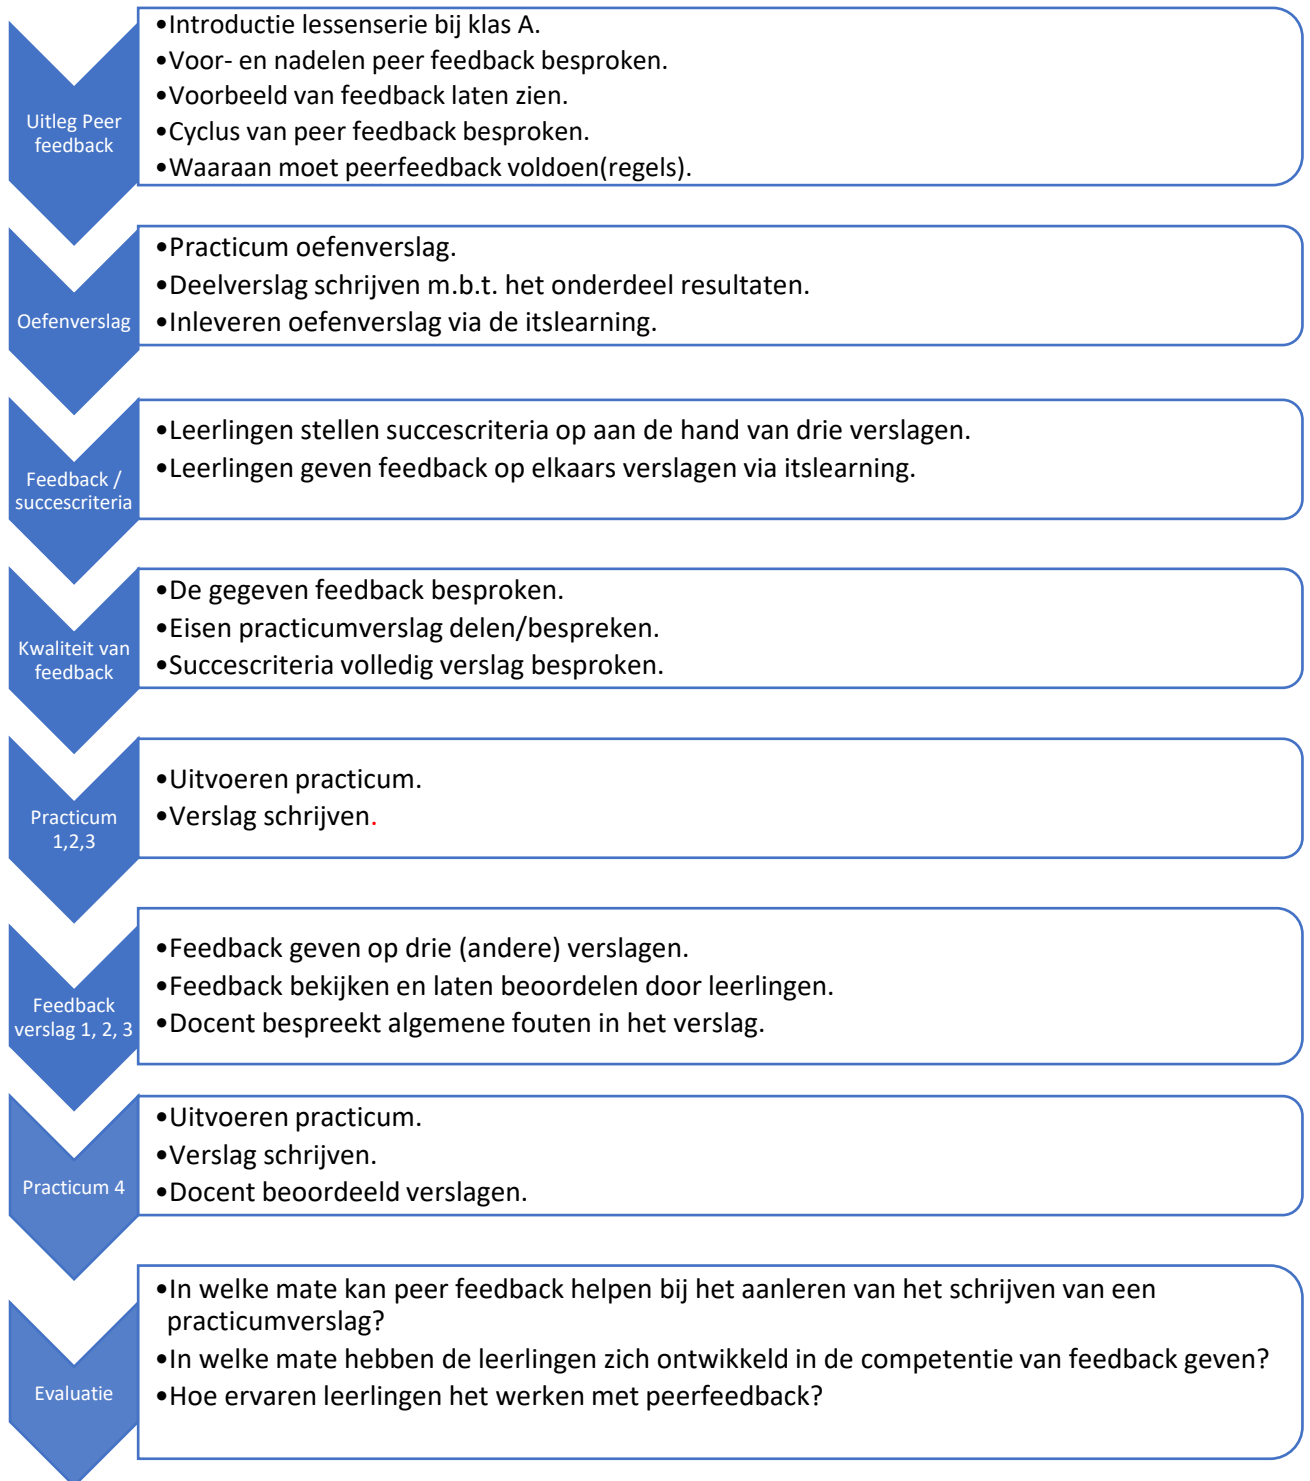 Uitleg Peer
feedback
•Introductie lessenserie bij klas A.
•Voor- en nadelen peer feedback besproken.
•Voorbeeld van feedback laten zien.
•Cyclus van peer feedback besproken.
•Waaraan moet peerfeedback voldoen(regels).
Oefenverslag
•Practicum oefenverslag.
•Deelverslag schrijven m.b.t. het onderdeel resultaten.
•Inleveren oefenverslag via de itslearning.
Feedback /
succescriteria
•Leerlingen stellen succescriteria op aan de hand van drie verslagen.
•Leerlingen geven feedback op elkaars verslagen via itslearning.
Kwaliteit van
feedback
•De gegeven feedback besproken.
•Eisen practicumverslag delen/bespreken.
•Succescriteria volledig verslag besproken.
Practicum
1,2,3
•Uitvoeren practicum.
•Verslag schrijven.
Feedback
verslag 1, 2, 3
•Feedback geven op drie (andere) verslagen.
•Feedback bekijken en laten beoordelen door leerlingen.
•Docent bespreekt algemene fouten in het verslag.
Practicum 4
•Uitvoeren practicum.
•Verslag schrijven.
•Docent beoordeeld verslagen.
Evaluatie
•In welke mate kan peer feedback helpen bij het aanleren van het schrijven van een
practicumverslag?
•In welke mate hebben de leerlingen zich ontwikkeld in de competentie van feedback geven?
•Hoe ervaren leerlingen het werken met peerfeedback?